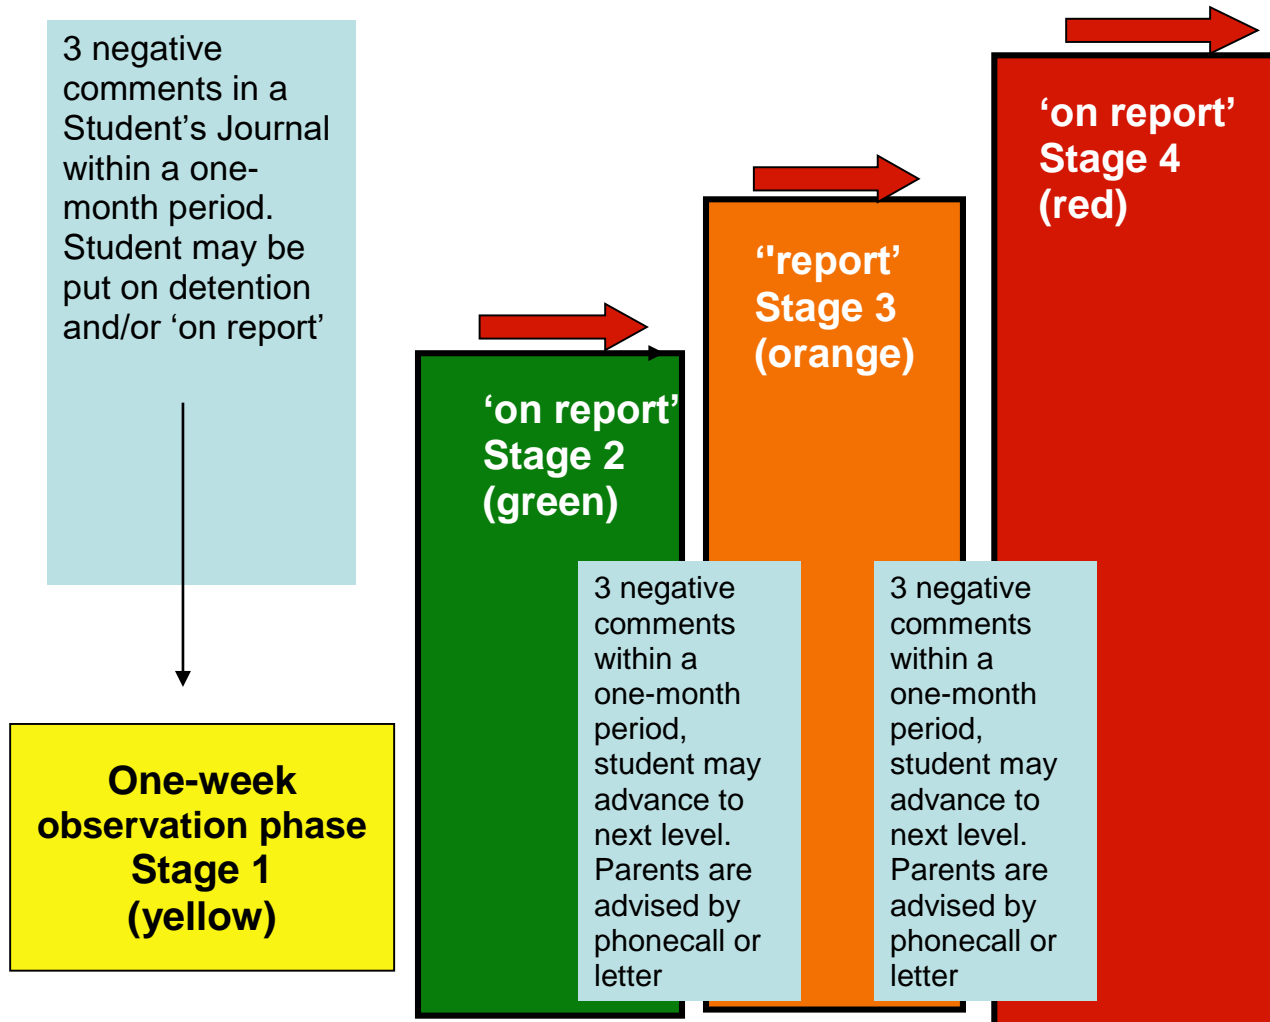 3 negative
comments in a
Student’s Journal
within a one-
month period.
Student may be
put on detention
and/or ‘on report’
One-week
observation phase
Stage 1
(yellow)
‘on report’
Stage 2
(green)
3 negative
comments
within a
one-month
period,
student may
advance to
next level.
Parents are
advised by
phonecall or
letter
‘'report’
Stage 3
(orange)
3 negative
comments
within a
one-month
period,
student may
advance to
next level.
Parents are
advised by
phonecall or
letter
‘on report’
Stage 4
(red)